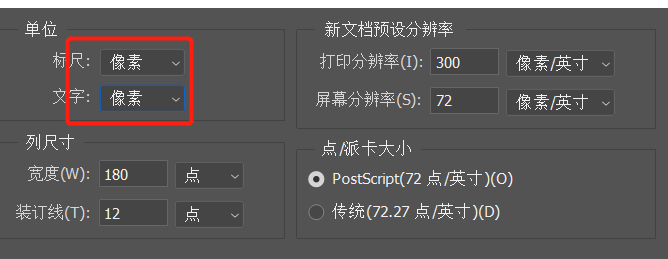 单位
标尺: 像素
文字: 像素
列尺寸
宽度(W): 180 点
装订线(T): 12 点
新文档预设分辨率
打印分辨率(I): 300 像素/英寸
屏幕分辨率(S): 72 像素/英寸
点/派卡大小
PostScript(72 点/英寸)(O)
传统(72.27 点/英寸)(D)